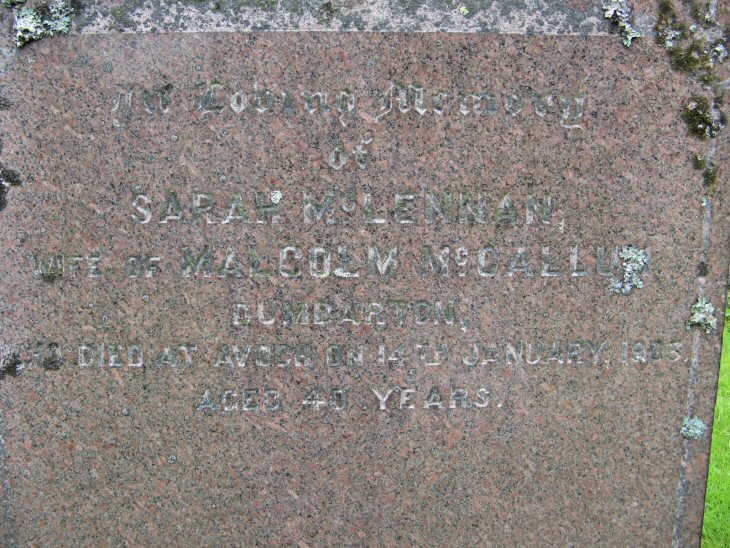 In Loving Memory
of
SARAH McLENNAN,
WIFE OF MALCOLM McCALLUM,
DUMBARTON,
WHO DIED AT AVOCH ON 14TH JANUARY,
AGED 40 YEARS.